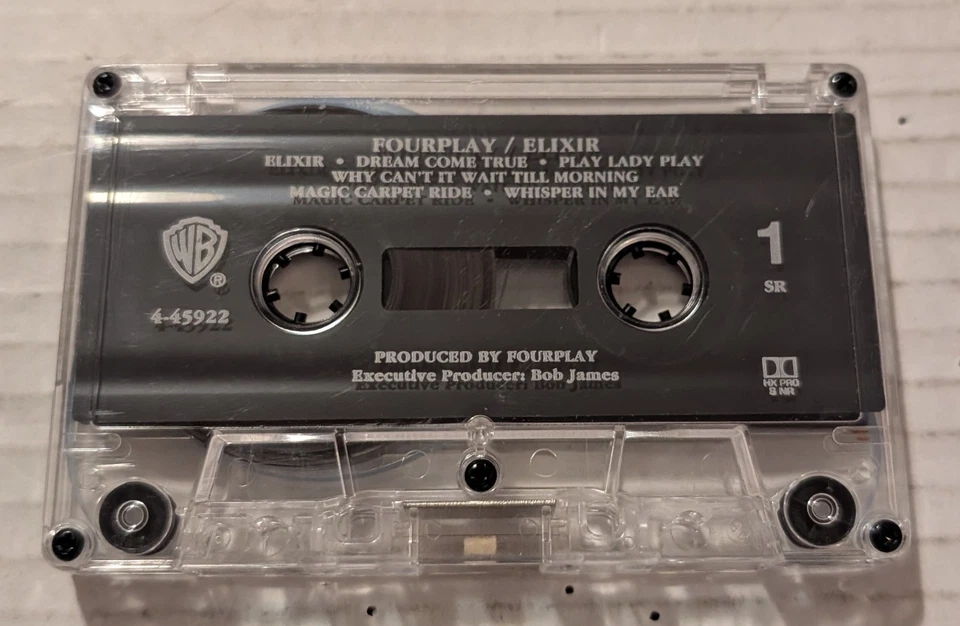 FOURPLAY / ELIXIR
ELIXIR • DREAM COME TRUE • PLAY LADY PLAY
WHY CAN'T IT WAIT TILL MORNING
MAGIC CARPET RIDE • WHISPER IN MY EAR
WB
®
1
SR
4-45922
PRODUCED BY FOURPLAY
Executive Producer: Bob James
HX PRO
& NR